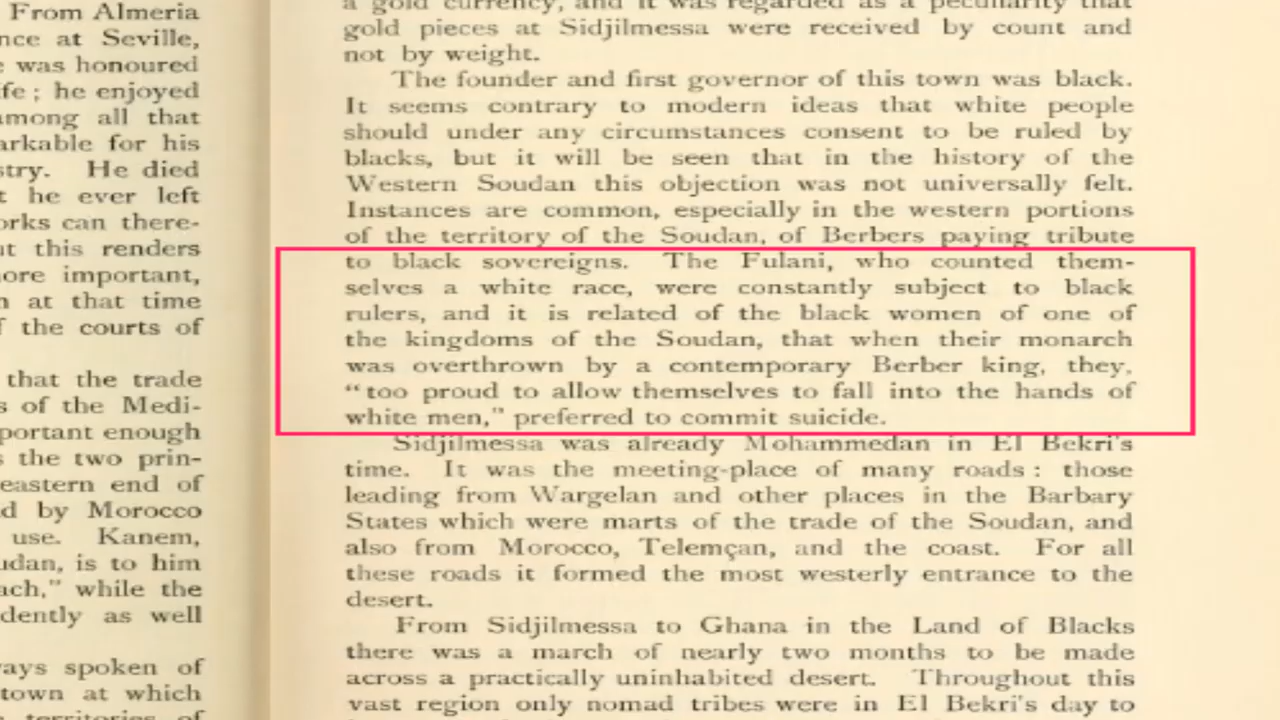 From Almeria
nce at Seville,
was honoured
fe ; he enjoyed
among all that
arkable for his
stry. He died
he ever left
orks can there-
ut this renders
more important,
at that time
f the courts of
that the trade
s of the Medi-
portant enough
the two prin-
eastern end of
d by Morocco
use. Kanem,
udan, is to him
ach," while the
dently as well
ways spoken of
town at which
territories of
a gold currency, and it was regarded as a peculiarity that
gold pieces at Sidjilmessa were received by count and
not by weight.
The founder and first governor of this town was black.
It seems contrary to modern ideas that white people
should under any circumstances consent to be ruled by
blacks, but it will be seen that in the history of the
Western Soudan this objection was not universally felt.
Instances are common, especially in the western portions
of the territory of the Soudan, of Berbers paying tribute
to black sovereigns. The Fulani, who counted them-
selves a white race, were constantly subject to black
rulers, and it is related of the black women of one of
the kingdoms of the Soudan, that when their monarch
was overthrown by a contemporary Berber king, they,
"too proud to allow themselves to fall into the hands of
white men," preferred to commit suicide.
Sidjilmessa was already Mohammedan in El Bekri's
time. It was the meeting-place of many roads: those
leading from Wargelan and other places in the Barbary
States which were marts of the trade of the Soudan, and
also from Morocco, Telemçan, and the coast. For all
these roads it formed the most westerly entrance to the
desert.
From Sidjilmessa to Ghana in the Land of Blacks
there was a march of nearly two months to be made
across a practically uninhabited desert. Throughout this
vast region only nomad tribes were in El Bekri's day to